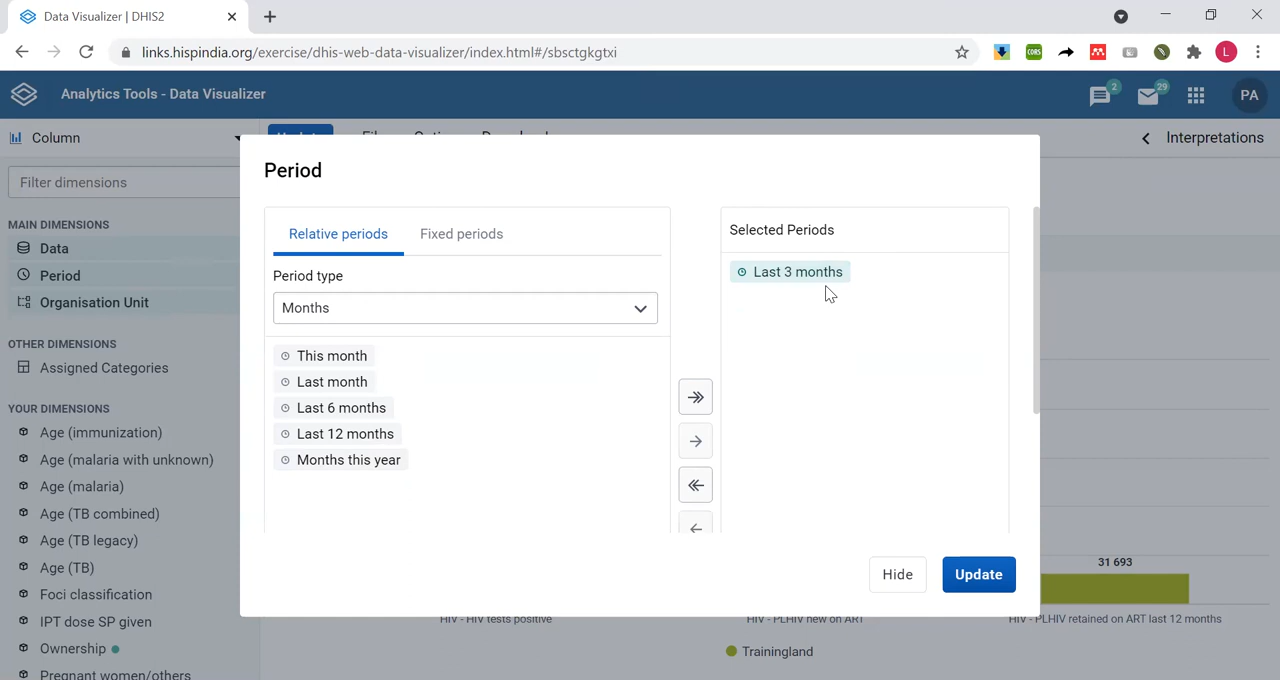 Data Visualizer | DHIS2
links.hispindia.org/exercise/dhis-web-data-visualizer/index.html#/sbsctgkgtxi
CORS
L
Analytics Tools - Data Visualizer
2
29
PA
Column
Interpretations
Filter dimensions
MAIN DIMENSIONS
Data
Period
Organisation Unit
OTHER DIMENSIONS
Assigned Categories
YOUR DIMENSIONS
Age (immunization)
Age (malaria with unknown)
Age (malaria)
Age (TB combined)
Age (TB legacy)
Age (TB)
Foci classification
IPT dose SP given
Ownership
Pregnant women/others
Period
Relative periods
Fixed periods
Period type
Months
This month
Last month
Last 6 months
Last 12 months
Months this year
Selected Periods
Last 3 months
Hide
Update
31 693
HIV - HIV tests positive
HIV - PLHIV new on ART
HIV - PLHIV retained on ART last 12 months
Trainingland